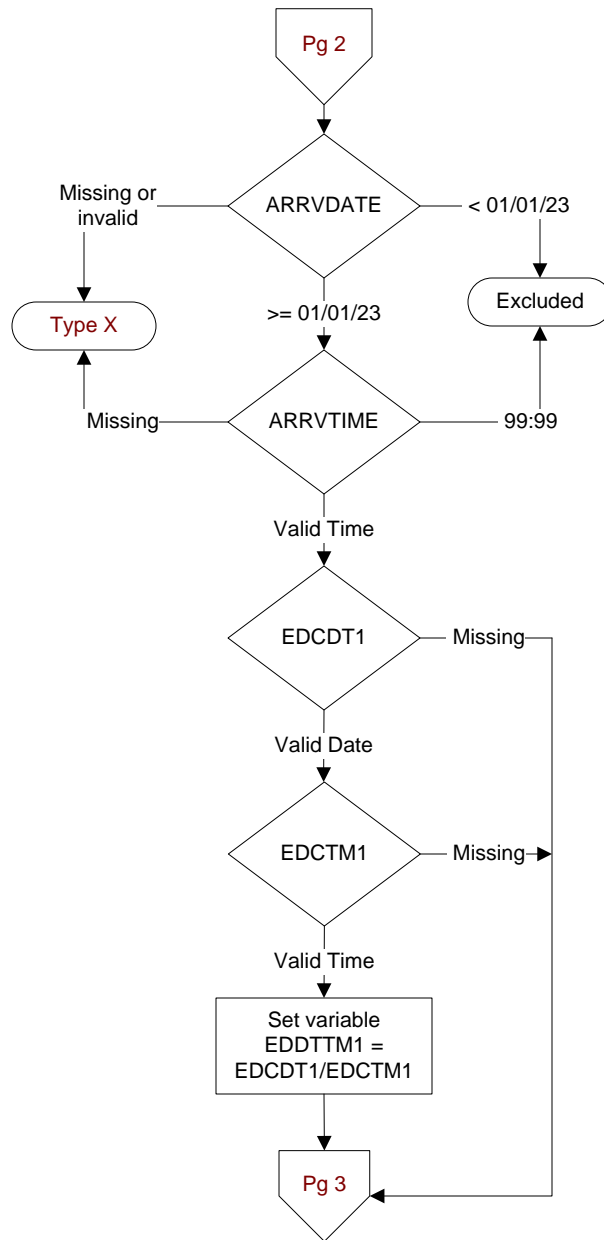 Pg 2
Missing or
invalid
ARRVDATE
< 01/01/23
Type X
>= 01/01/23
Excluded
Missing
ARRVTIME
99:99
Valid Time
EDCDT1
Missing
Valid Date
EDCTM1
Missing
Valid Time
Set variable
EDDTTM1 =
EDCDT1/EDCTM1
Pg 3